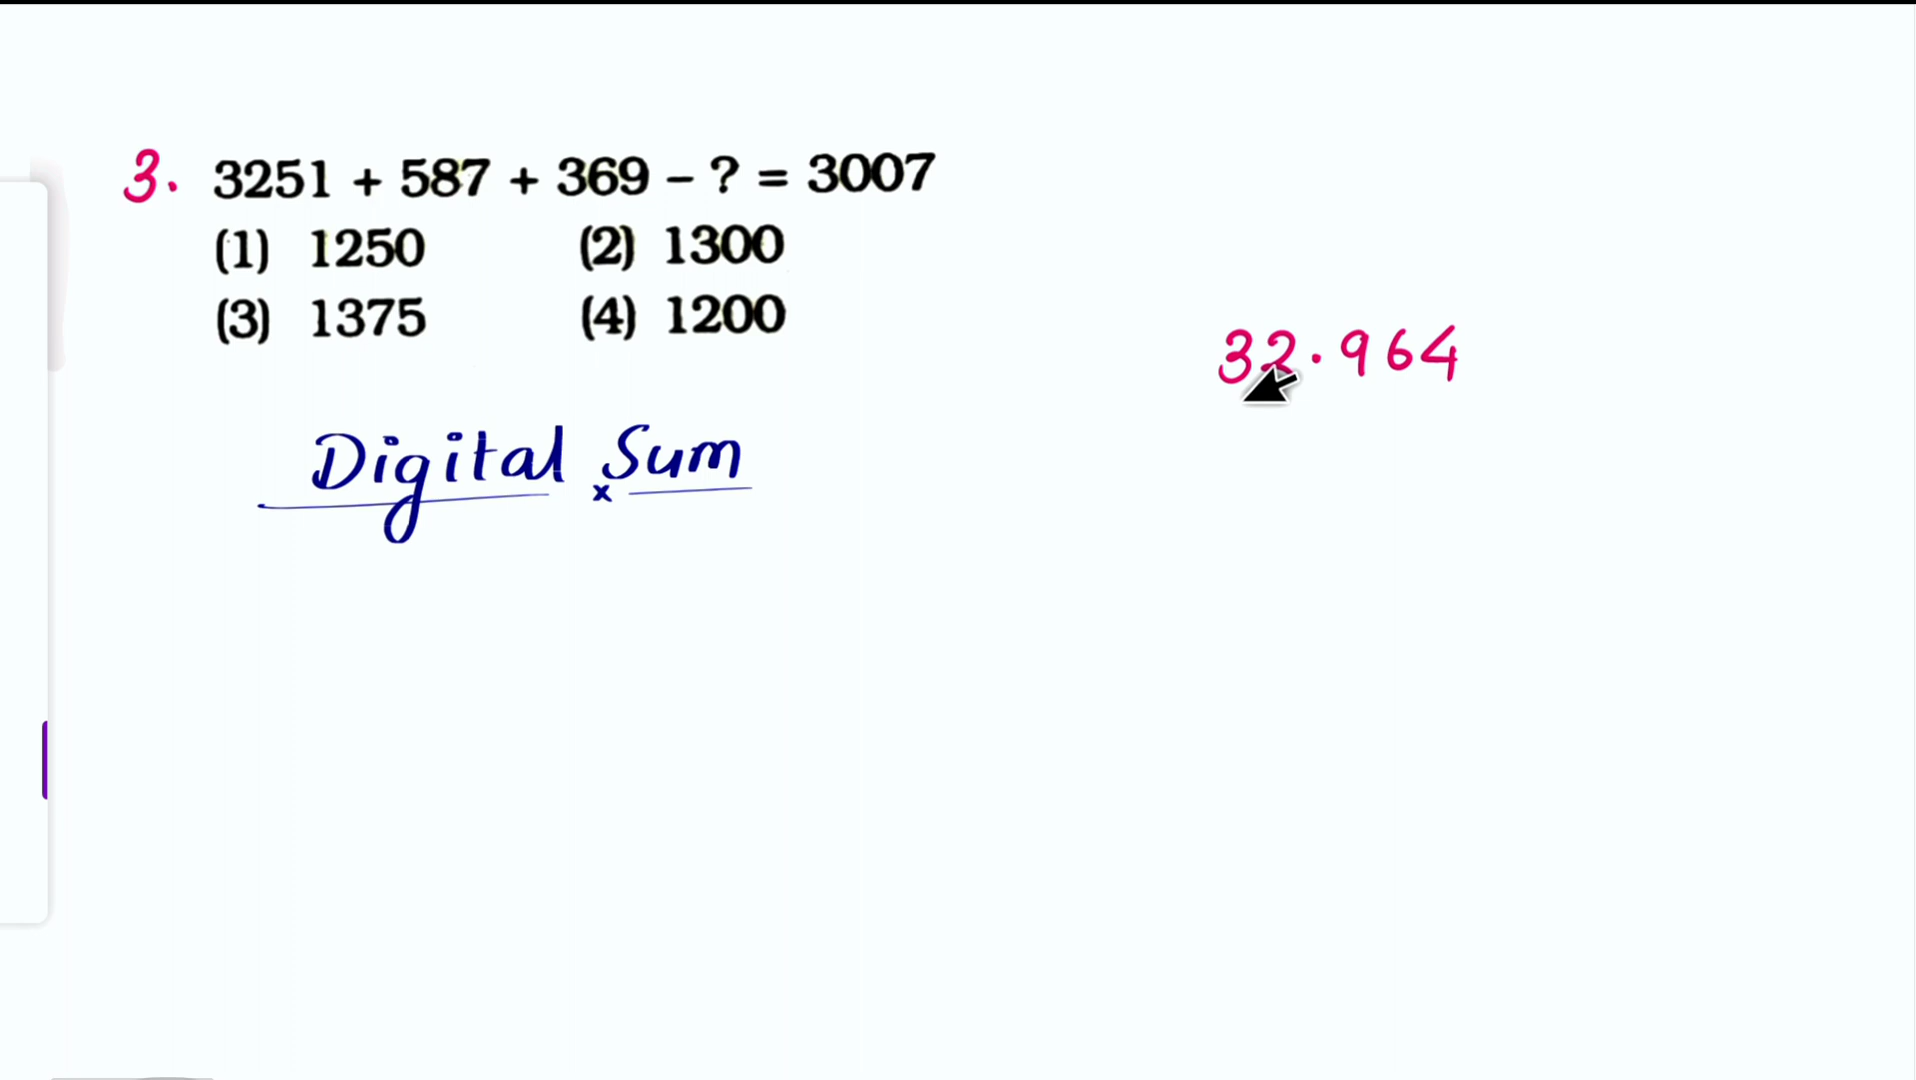 3. 3251 + 587 + 369 – ? = 3007
(1) 1250 (2) 1300
(3) 1375 (4) 1200
32.964
Digital Sum
x